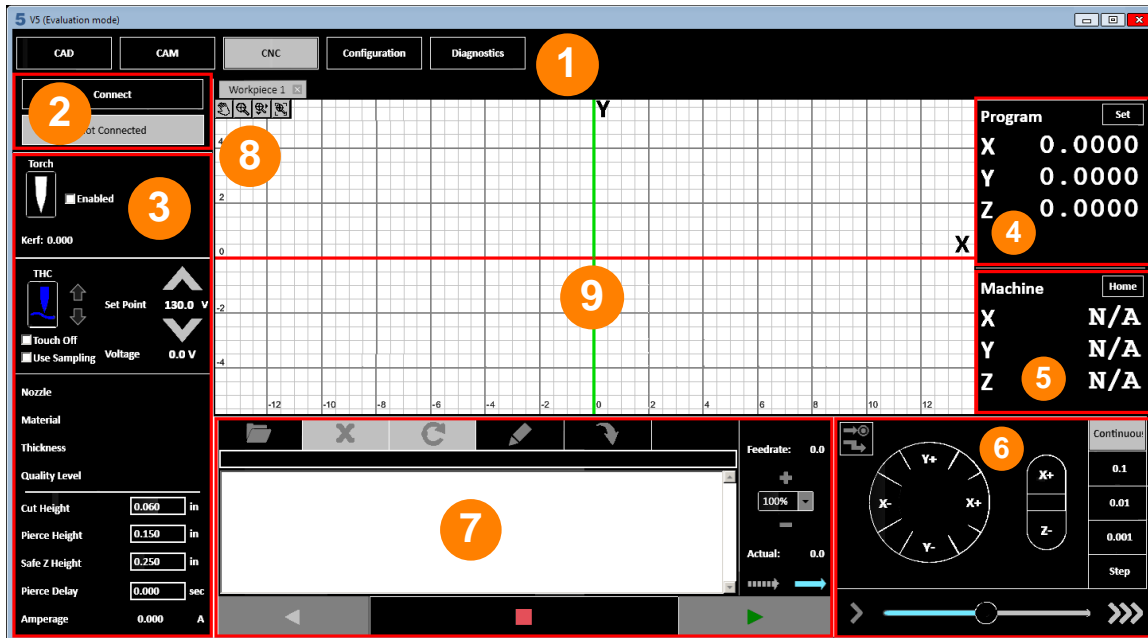 5 V5 (Evaluation mode)
CAD CAM CNC Configuration Diagnostics
1
Connect
2
ot Connected
Workpiece 1
8
Torch
Enabled
3
Kerf: 0.000
THC
Set Point 130.0 V
Touch Off
Use Sampling
Voltage 0.0 V
Nozzle
Material
Thickness
Quality Level
Cut Height 0.060 in
Pierce Height 0.150 in
Safe Z Height 0.250 in
Pierce Delay 0.000 sec
Amperage 0.000 A
Y
4
2
0
X
-2
-4
9
-12 -10 -8 -6 -4 -2 0 2 4 6 8 10 12
Program Set
X 0.0000
Y 0.0000
Z 0.0000
4
Machine Home
X N/A
Y N/A
Z N/A
5
7
Feedrate: 0.0
100%
Actual: 0.0
6
Y+
X- X+
Y-
X+
Z-
Continuous
0.1
0.01
0.001
Step